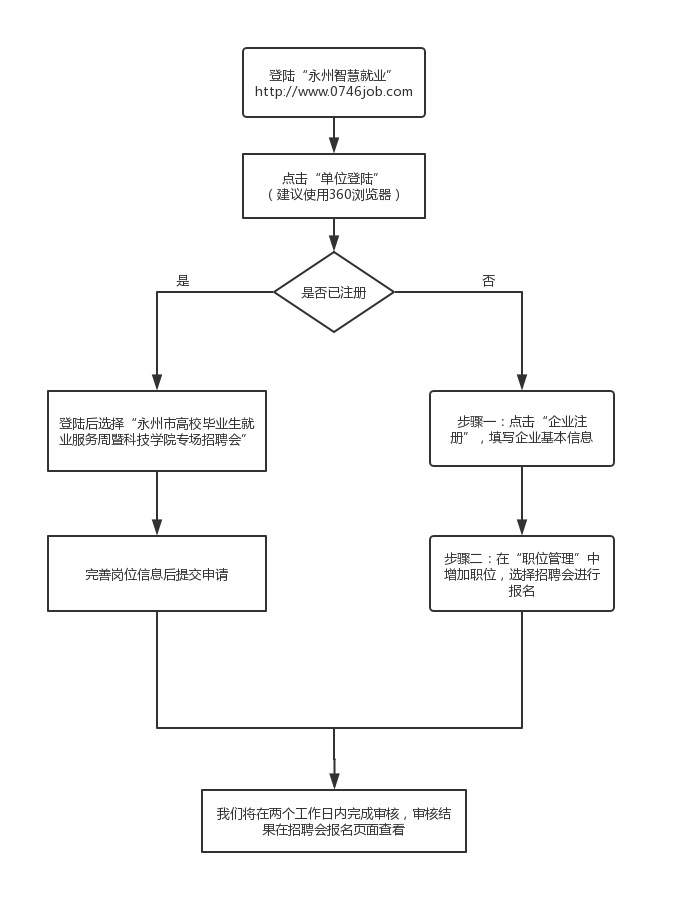 登陆“永州智慧就业”
http://www.0746job.com
点击“单位登陆”
（建议使用360浏览器）
是否已注册
是
否
登陆后选择“永州市高校毕业生就
业服务周暨科技学院专场招聘会”
步骤一：点击“企业注
册”，填写企业基本信息
完善岗位信息后提交申请
步骤二：在“职位管理”中
增加职位，选择招聘会进行
报名
我们将在两个工作日内完成审核，审核结
果在招聘会报名页面查看